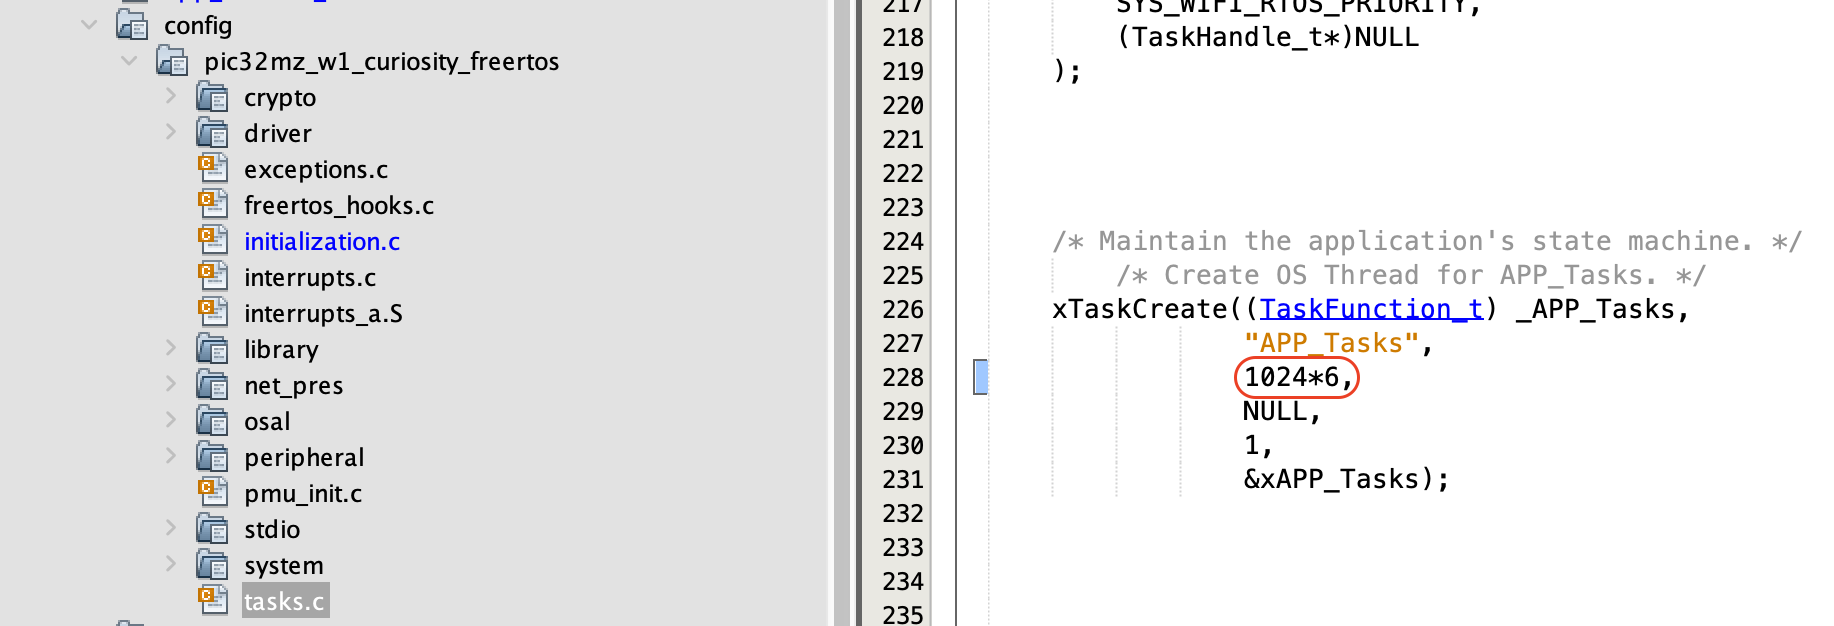 config
pic32mz_w1_curiosity_freertos
crypto
driver
exceptions.c
freertos_hooks.c
initialization.c
interrupts.c
interrupts_a.S
library
net_pres
osal
peripheral
pmu_init.c
stdio
system
tasks.c
217 SYS_WIFI_RTOS_PRIORITY,
218 (TaskHandle_t*)NULL
219 );
220
221
222
223
224 /* Maintain the application's state machine. */
225 /* Create OS Thread for APP_Tasks. */
226 xTaskCreate((TaskFunction_t) _APP_Tasks,
227 "APP_Tasks",
228 1024*6,
229 NULL,
230 1,
231 &xAPP_Tasks);
232
233
234
235